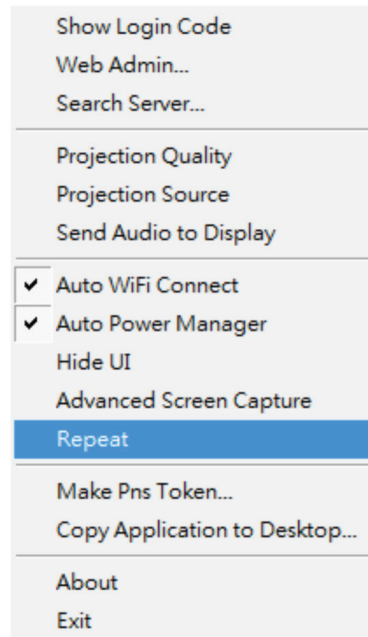 Show Login Code
Web Admin...
Search Server...
Projection Quality
Projection Source
Send Audio to Display
Auto WiFi Connect
Auto Power Manager
Hide UI
Advanced Screen Capture
Repeat
Make Pns Token...
Copy Application to Desktop...
About
Exit